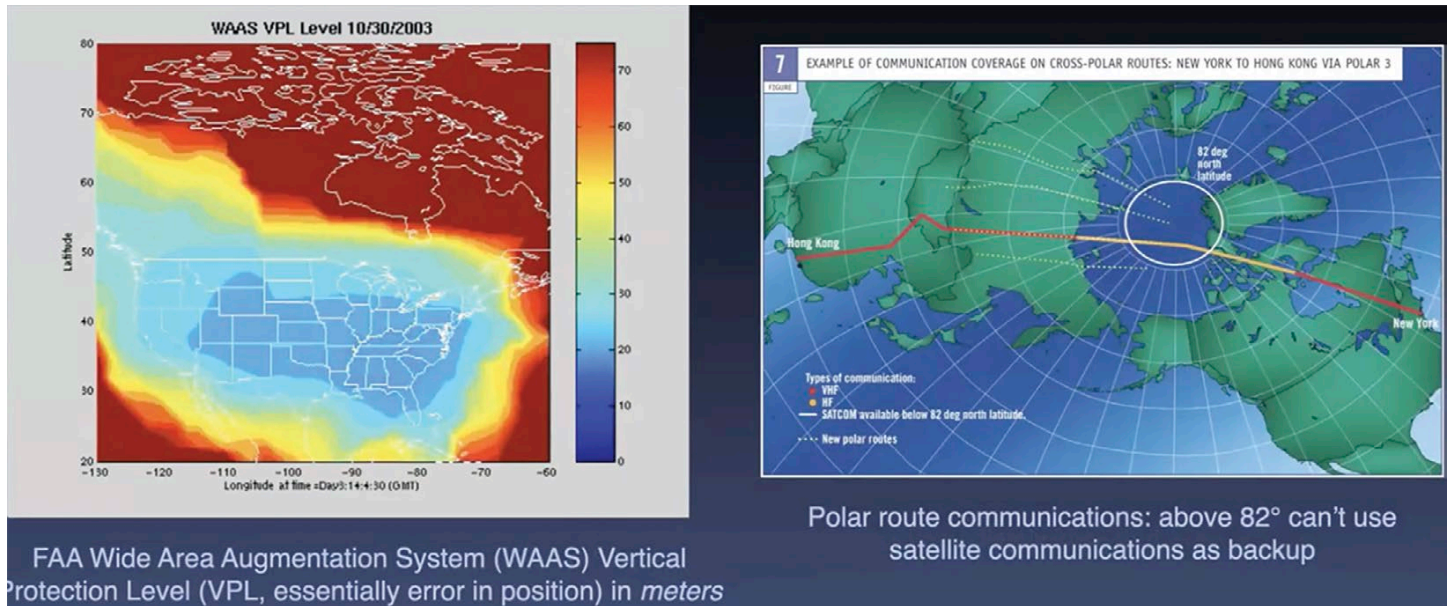 WAAS VPL Level 10/30/2003
80
70
60
50
40
30
20
Latitude
-130
-110
-100
-90
-80
-70
-60
Longitude at time =Day3:14:4:30 (GMT)
70
60
50
40
30
20
10
0
FAA Wide Area Augmentation System (WAAS) Vertical
Protection Level (VPL, essentially error in position) in meters
7
FIGURE
EXAMPLE OF COMMUNICATION COVERAGE ON CROSS-POLAR ROUTES: NEW YORK TO HONG KONG VIA POLAR 3
82 deg
north
latitude
Hong Kong
New York
Types of communication:
VHF
HF
SATCOM available below 82 deg north latitude.
New polar routes
Polar route communications: above 82° can't use
satellite communications as backup